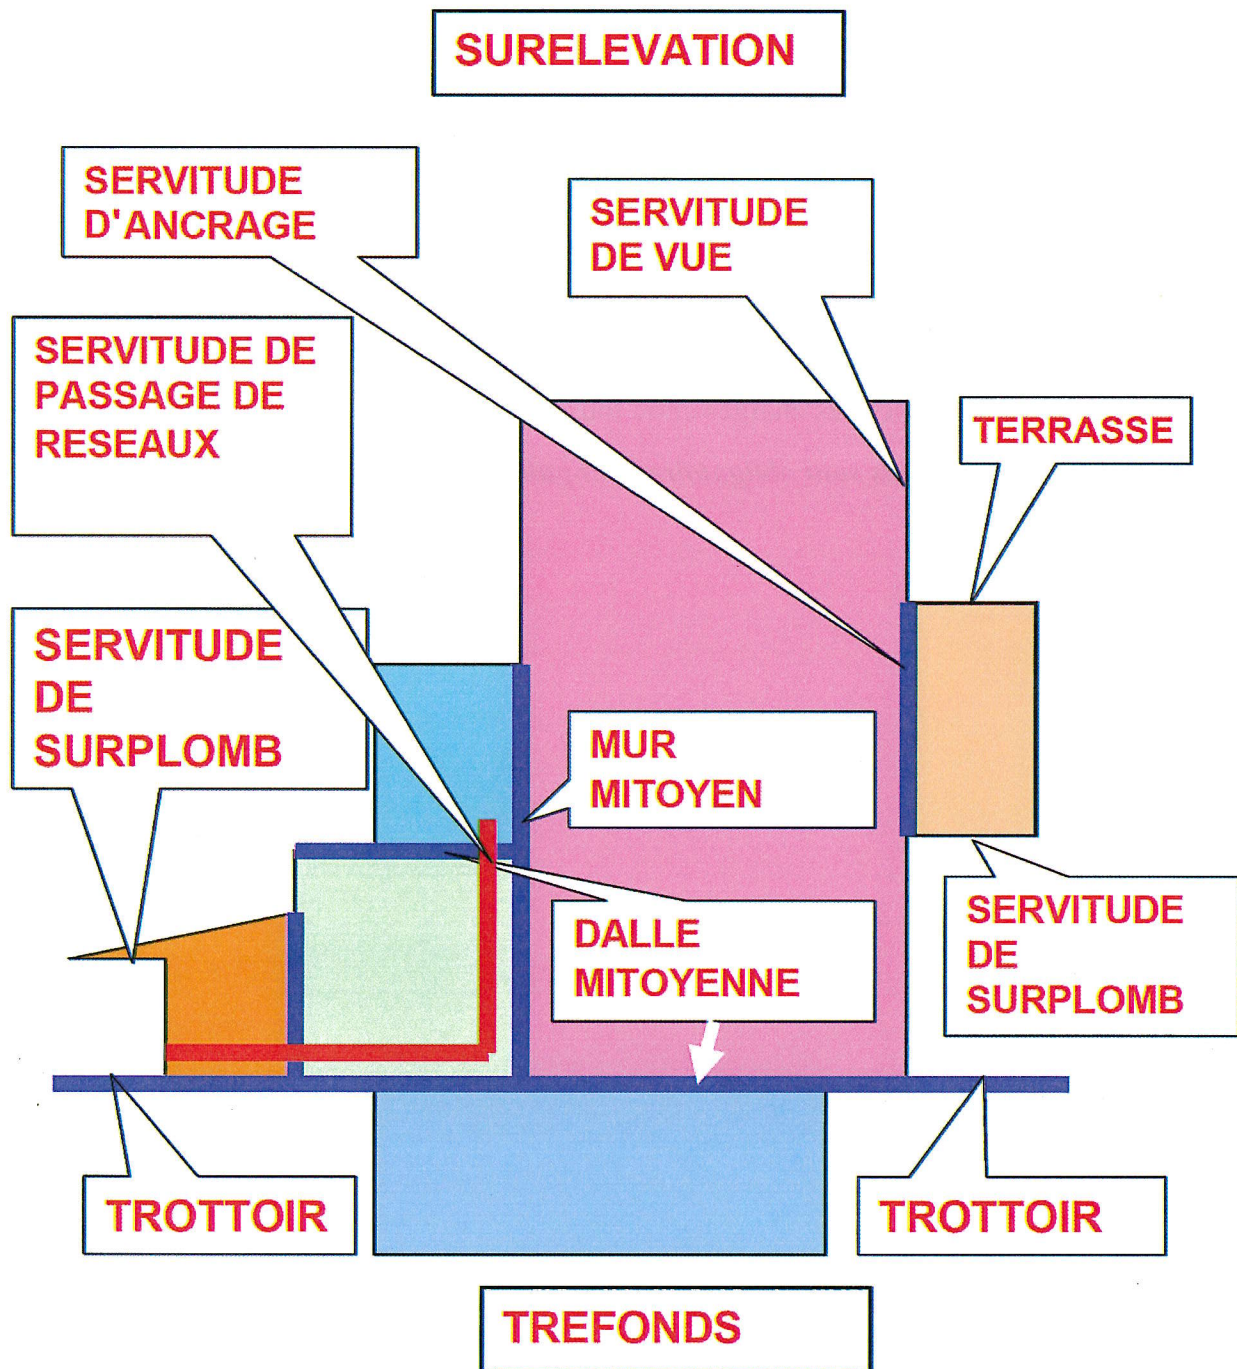 SURELEVATION
SERVITUDE
D'ANCRAGE
SERVITUDE
DE VUE
SERVITUDE DE
PASSAGE DE
RESEAUX
TERRASSE
SERVITUDE
DE
SURPLOMB
MUR
MITOYEN
DALLE
MITOYENNE
SERVITUDE
DE
SURPLOMB
TROTTOIR
TROTTOIR
TREFONDS